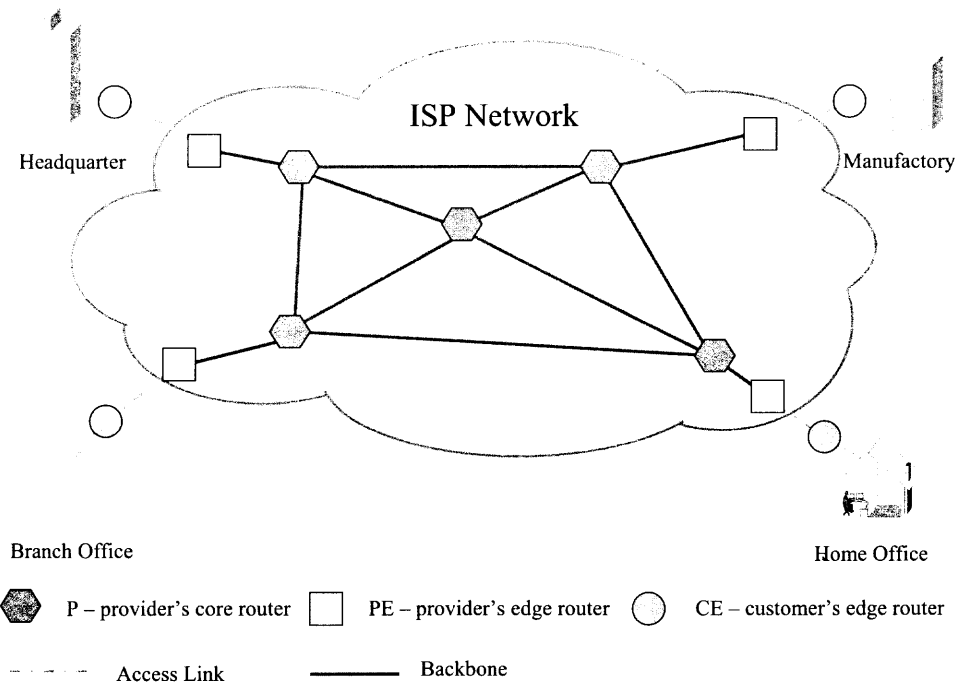 ISP Network
Headquarter
Manufactory
Branch Office
Home Office
P – provider's core router
PE – provider's edge router
CE – customer's edge router
Access Link
Backbone